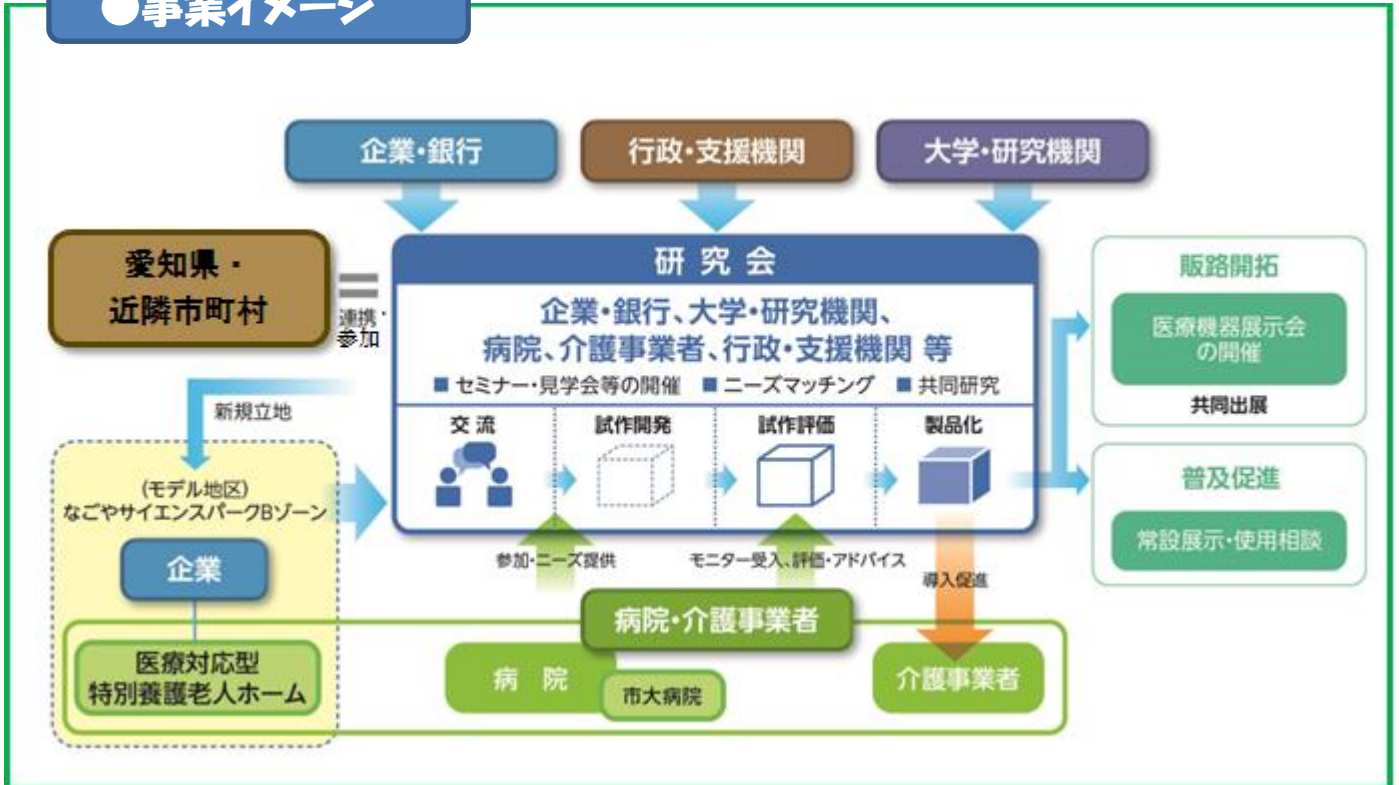 ●事業イメージ
企業・銀行
行政・支援機関
大学・研究機関
愛知県・
近隣市町村
連携・
参加
研究会
企業・銀行、大学・研究機関、
病院、介護事業者、行政・支援機関 等
■ セミナー・見学会等の開催 ■ ニーズマッチング ■ 共同研究
交流
試作開発
試作評価
製品化
販路開拓
医療機器展示会
の開催
共同出展
普及促進
常設展示・使用相談
新規立地
(モデル地区)
なごやサイエンスパークBゾーン
企業
医療対応型
特別養護老人ホーム
参加・ニーズ提供
モニター受入、評価・アドバイス
導入促進
病院・介護事業者
病院
市大病院
介護事業者